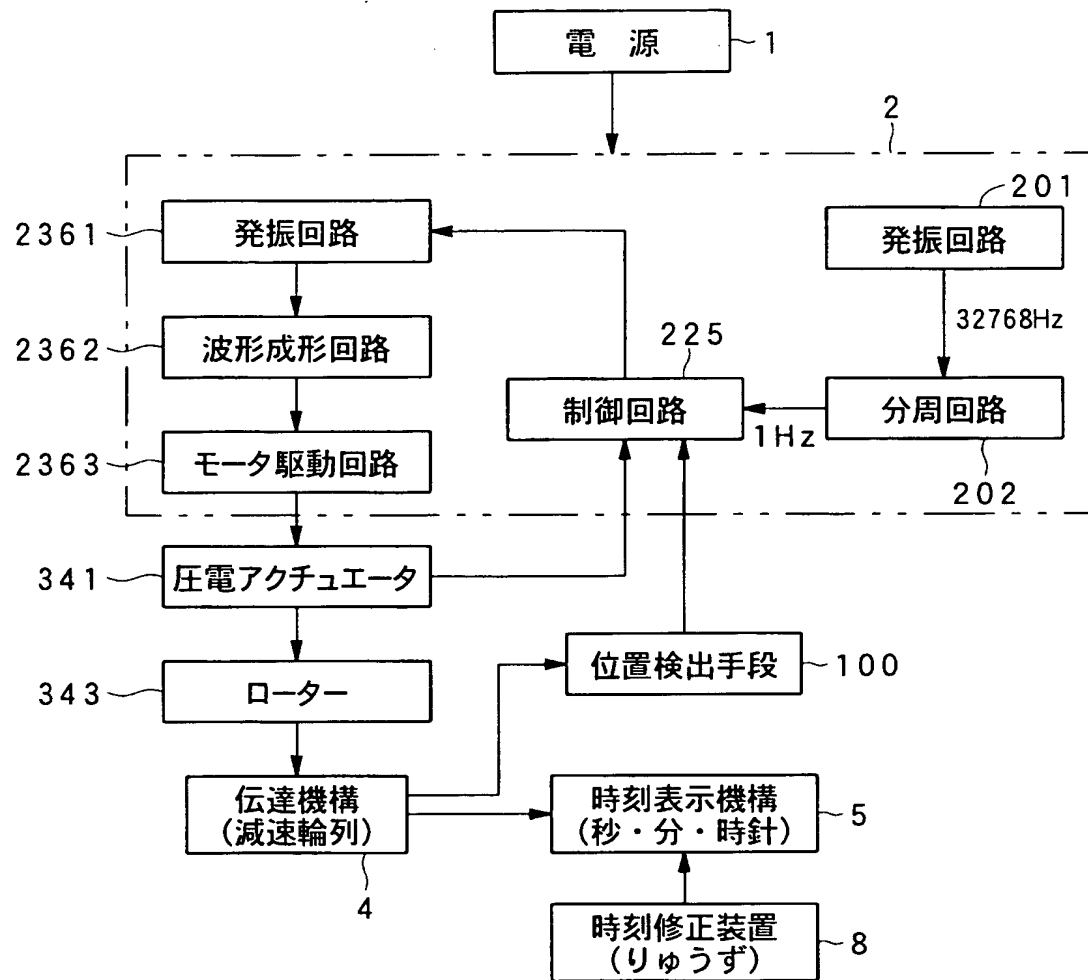 電 源
1
2
201
2361
発振回路
発振回路
32768Hz
2362
波形成形回路
225
制御回路
1Hz
分周回路
2363
モータ駆動回路
202
341
圧電アクチュエータ
位置検出手段
100
343
ローター
伝達機構
(減速輪列)
4
時刻表示機構
(秒・分・時針)
5
時刻修正装置
(りゅうず)
8